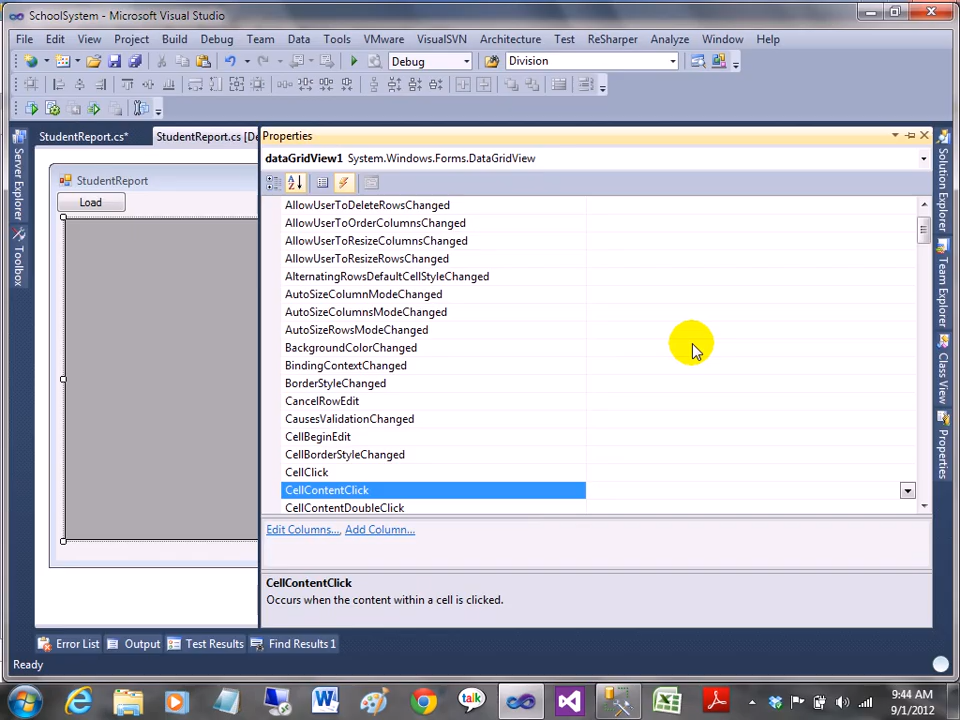 SchoolSystem - Microsoft Visual Studio
File Edit View Project Build Debug Team Data Tools VMware VisualSVN Architecture Test ReSharper Analyze Window Help
Debug Division
StudentReport.cs* StudentReport.cs [De
Properties
dataGridView1 System.Windows.Forms.DataGridView
StudentReport
Load
AllowUserToDeleteRowsChanged
AllowUserToOrderColumnsChanged
AllowUserToResizeColumnsChanged
AllowUserToResizeRowsChanged
AlternatingRowsDefaultCellStyleChanged
AutoSizeColumnModeChanged
AutoSizeColumnsModeChanged
AutoSizeRowsModeChanged
BackgroundColorChanged
BindingContextChanged
BorderStyleChanged
CancelRowEdit
CausesValidationChanged
CellBeginEdit
CellBorderStyleChanged
CellClick
CellContentClick
CellContentDoubleClick
Edit Columns..., Add Column...
CellContentClick
Occurs when the content within a cell is clicked.
Server Explorer
Toolbox
Solution Explorer
Team Explorer
Class View
Properties
Error List Output Test Results Find Results 1
Ready
talk
9:44 AM
9/1/2012